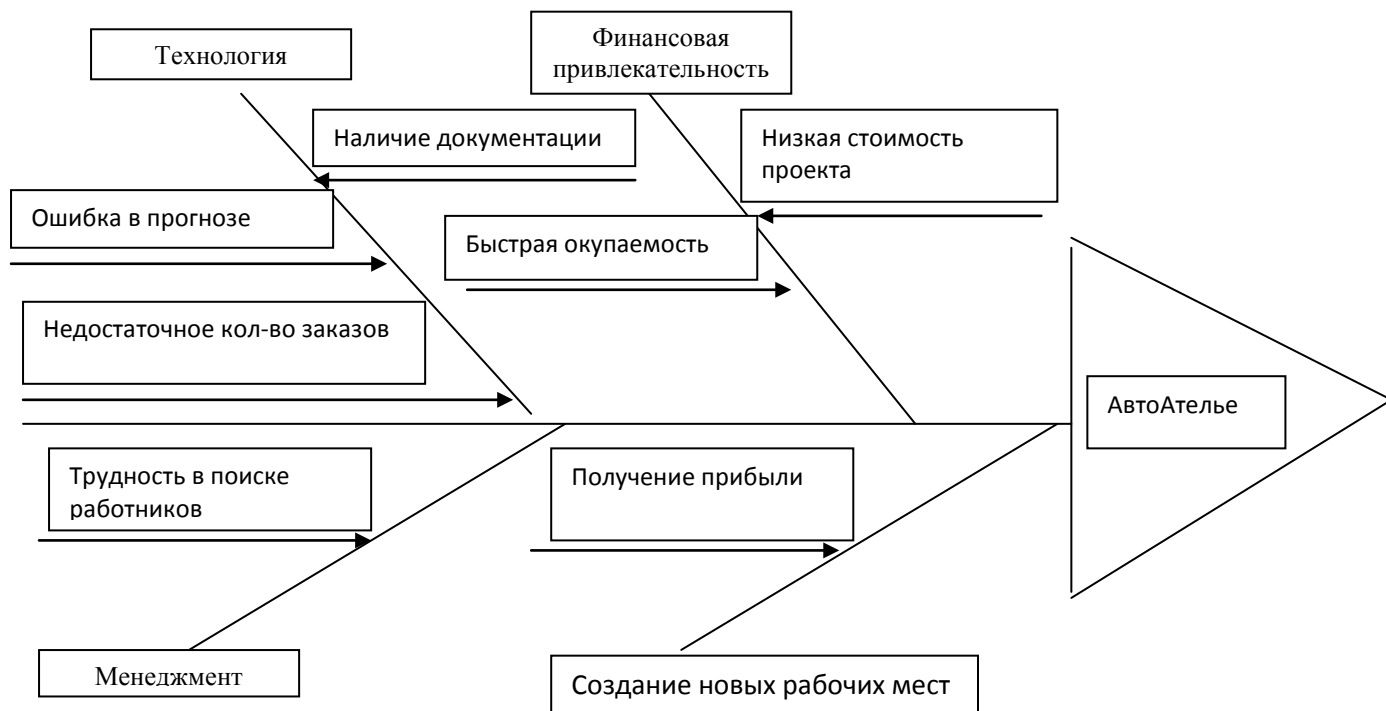 Технология
Финансовая
привлекательность
Наличие документации
Низкая стоимость
проекта
Ошибка в прогнозе
Быстрая окупаемость
Недостаточное кол-во заказов
АвтоАтелье
Трудность в поиске
работников
Получение прибыли
Менеджмент
Создание новых рабочих мест